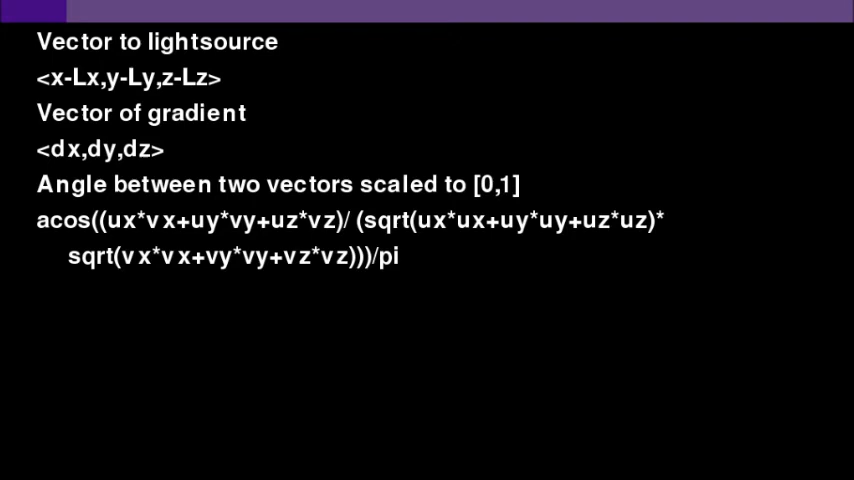 Vector to lightsource
<x-Lx,y-Ly,z-Lz>
Vector of gradient
<dx,dy,dz>
Angle between two vectors scaled to [0,1]
acos((ux*vx+uy*vy+uz*vz)/ (sqrt(ux*ux+uy*uy+uz*uz)*
sqrt(vx*vx+vy*vy+vz*vz)))/pi